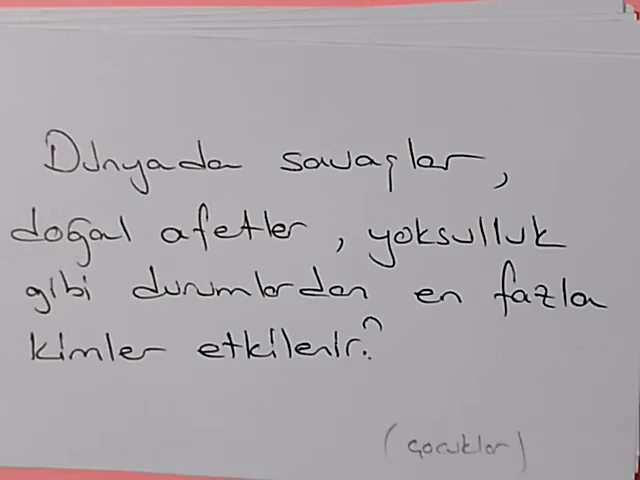 Dünyada savaşlar,
doğal afetler, yoksulluk
gibi durumlardan en fazla
kimler etkilenir?
(çocuklar)